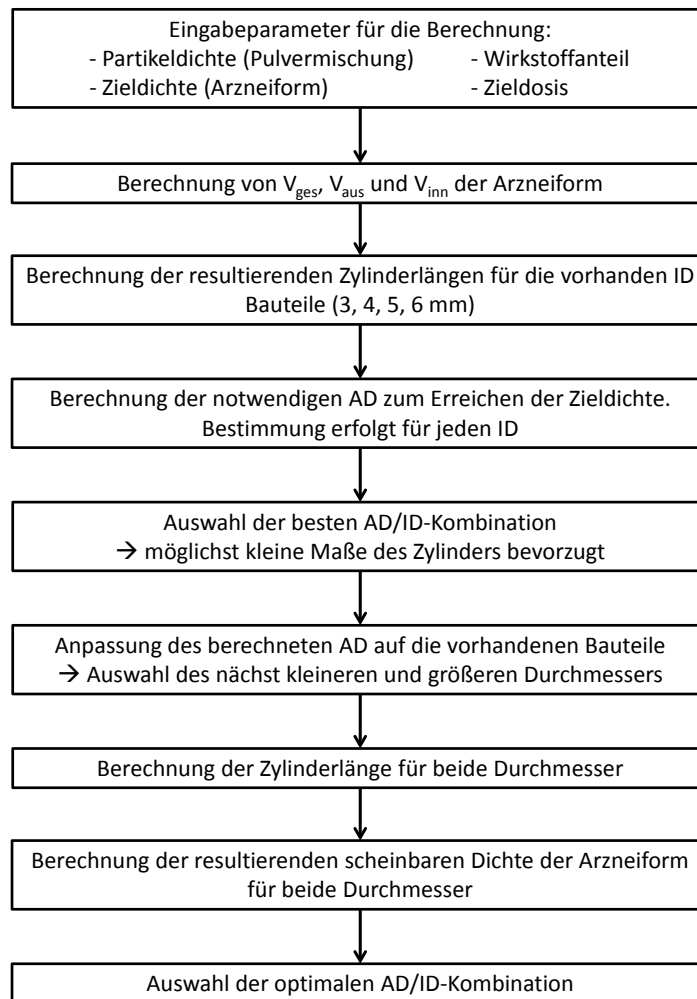 Eingabeparameter für die Berechnung:
- Partikeldichte (Pulvermischung) - Wirkstoffanteil
- Zieldichte (Arzneiform) - Zieldosis
Berechnung von Vges, Vaus und Vinn der Arzneiform
Berechnung der resultierenden Zylinderlängen für die vorhanden ID
Bauteile (3, 4, 5, 6 mm)
Berechnung der notwendigen AD zum Erreichen der Zieldichte.
Bestimmung erfolgt für jeden ID
Auswahl der besten AD/ID-Kombination
→ möglichst kleine Maße des Zylinders bevorzugt
Anpassung des berechneten AD auf die vorhandenen Bauteile
→ Auswahl des nächst kleineren und größeren Durchmessers
Berechnung der Zylinderlänge für beide Durchmesser
Berechnung der resultierenden scheinbaren Dichte der Arzneiform
für beide Durchmesser
Auswahl der optimalen AD/ID-Kombination